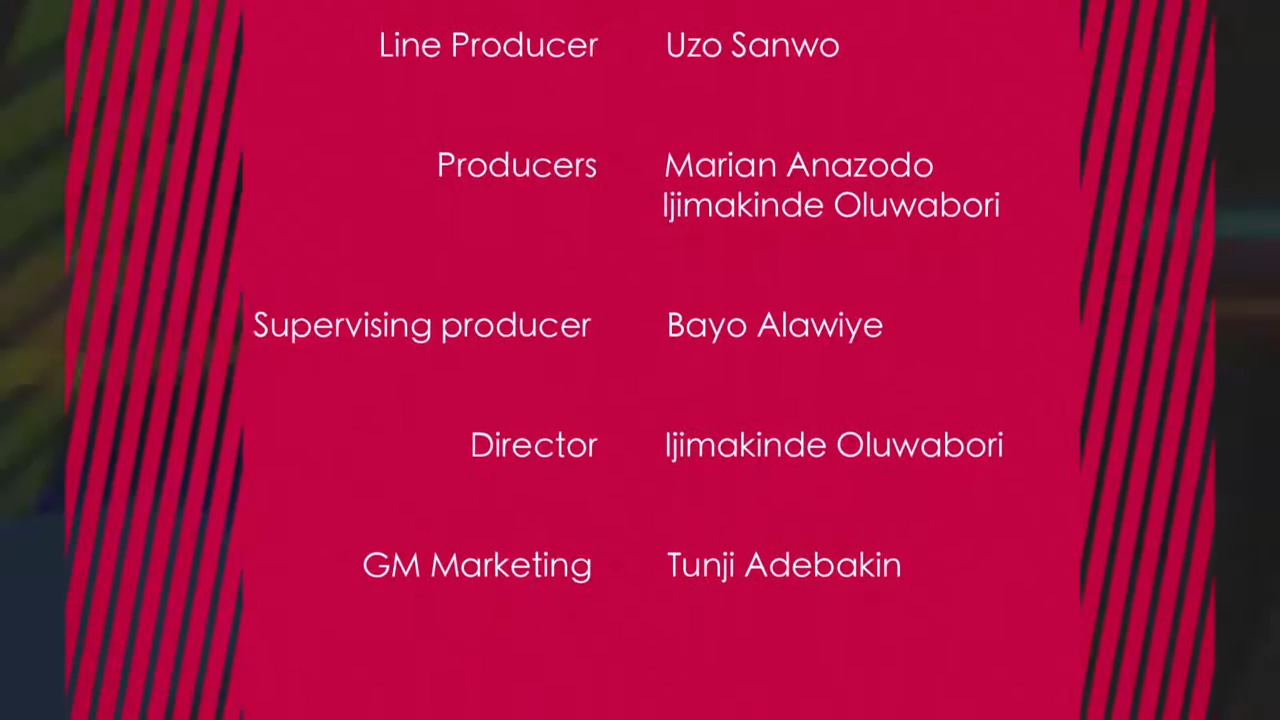 Line Producer Uzo Sanwo
Producers Marian Anazodo
Ijimakinde Oluwabori
Supervising producer Bayo Alawiye
Director Ijimakinde Oluwabori
GM Marketing Tunji Adebakin